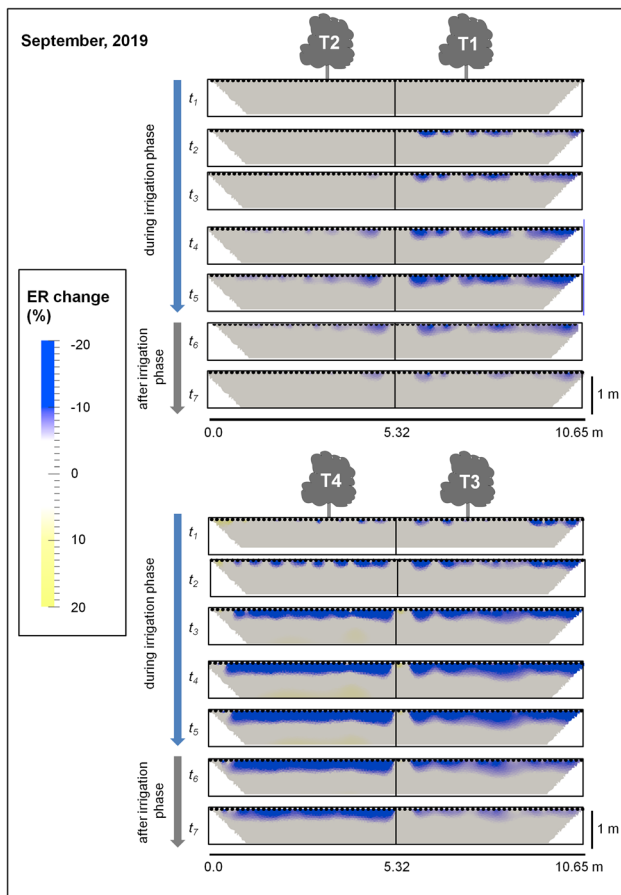 September, 2019
T2
T1
t1
t2
t3
t4
t5
t6
t7
during irrigation phase
after irrigation
phase
1 m
0.0
5.32
10.65 m
ER change
(%)
-20
-10
0
10
20
T4
T3
t1
t2
t3
t4
t5
t6
t7
during irrigation phase
after irrigation
phase
1 m
0.0
5.32
10.65 m